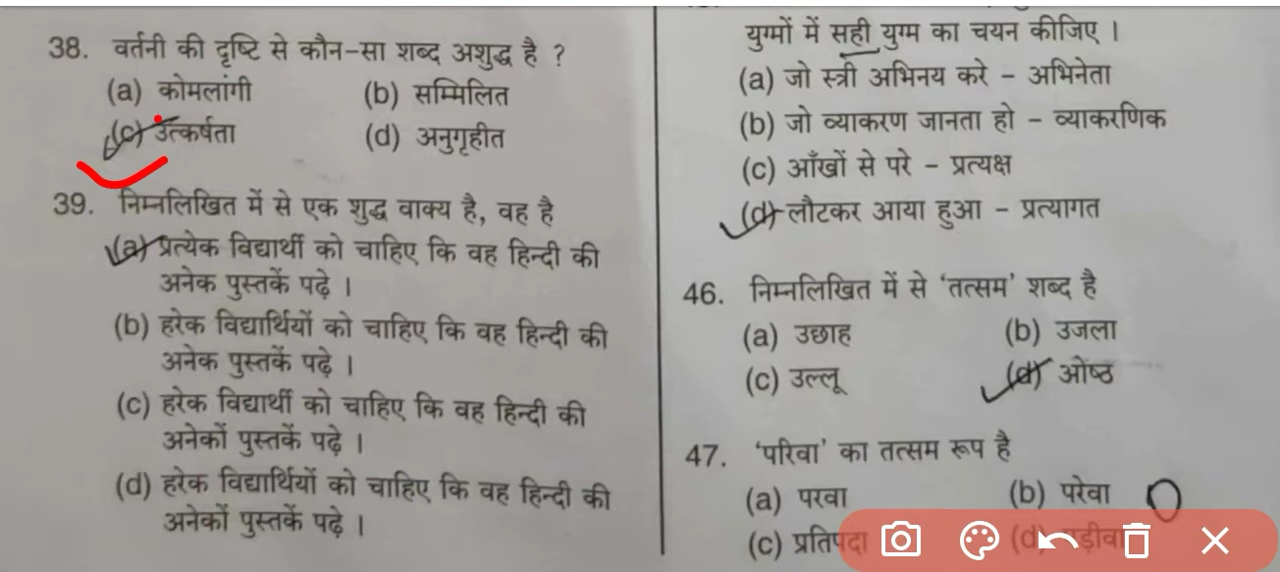 38. वर्तनी की दृष्टि से कौन-सा शब्द अशुद्ध है ?
(a) कोमलांगी (b) सम्मिलित
(c) उत्कर्षता (d) अनुगृहीत
39. निम्नलिखित में से एक शुद्ध वाक्य है, वह है
(a) प्रत्येक विद्यार्थी को चाहिए कि वह हिन्दी की
अनेक पुस्तकें पढ़े ।
(b) हरेक विद्यार्थियों को चाहिए कि वह हिन्दी की
अनेक पुस्तकें पढ़े ।
(c) हरेक विद्यार्थी को चाहिए कि वह हिन्दी की
अनेकों पुस्तकें पढ़े ।
(d) हरेक विद्यार्थियों को चाहिए कि वह हिन्दी की
अनेकों पुस्तकें पढ़े ।
युग्मों में सही युग्म का चयन कीजिए ।
(a) जो स्त्री अभिनय करे – अभिनेता
(b) जो व्याकरण जानता हो – व्याकरणिक
(c) आँखों से परे – प्रत्यक्ष
(d) लौटकर आया हुआ – प्रत्यागत
46. निम्नलिखित में से 'तत्सम' शब्द है
(a) उछाह (b) उजला
(c) उल्लू (d) ओष्ठ
47. 'परिवा' का तत्सम रूप है
(a) परवा (b) परेवा
(c) प्रतिपदा (d)